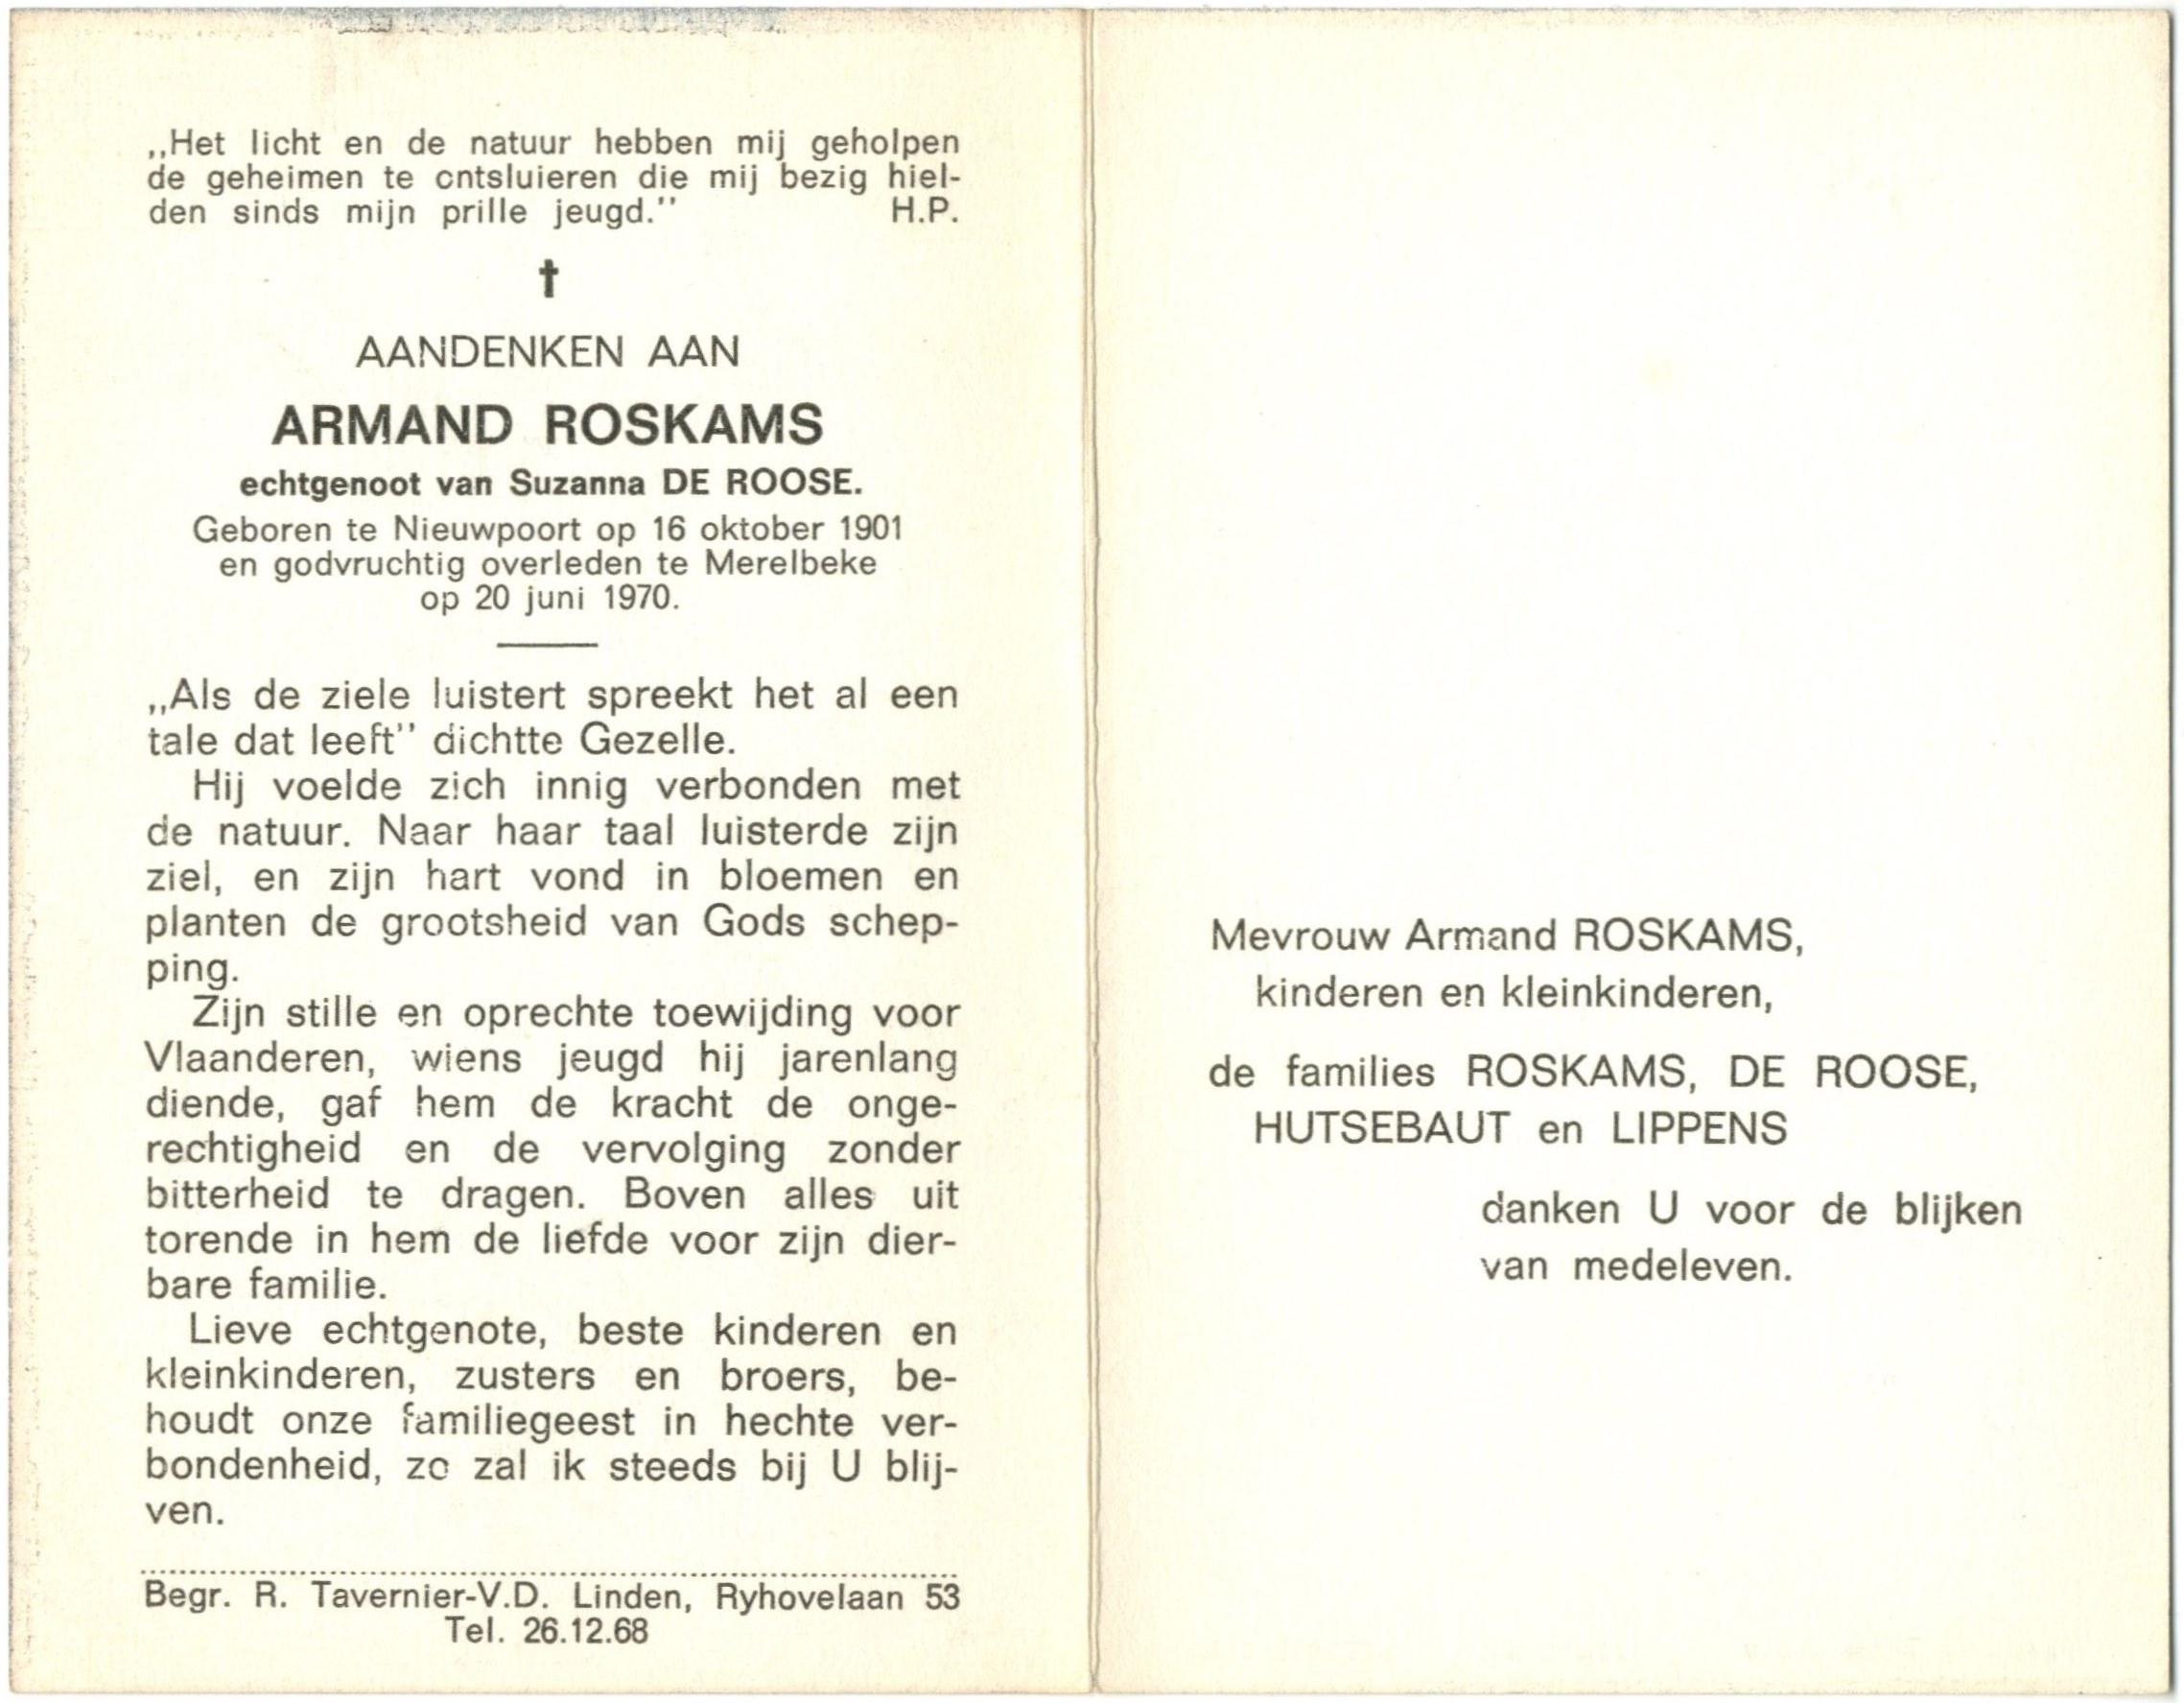 ,,Het licht en de natuur hebben mij geholpen
de geheimen te ontsluieren die mij bezig hiel-
den sinds mijn prille jeugd.'' H.P.
✝
AANDENKEN AAN
ARMAND ROSKAMS
echtgenoot van Suzanna DE ROOSE.
Geboren te Nieuwpoort op 16 oktober 1901
en godvruchtig overleden te Merelbeke
op 20 juni 1970.
,,Als de ziele luistert spreekt het al een
tale dat leeft'' dichtte Gezelle.
Hij voelde zich innig verbonden met
de natuur. Naar haar taal luisterde zijn
ziel, en zijn hart vond in bloemen en
planten de grootsheid van Gods schep-
ping.
Zijn stille en oprechte toewijding voor
Vlaanderen, wiens jeugd hij jarenlang
diende, gaf hem de kracht de onge-
rechtigheid en de vervolging zonder
bitterheid te dragen. Boven alles uit
torende in hem de liefde voor zijn dier-
bare familie.
Lieve echtgenote, beste kinderen en
kleinkinderen, zusters en broers, be-
houdt onze familiegeest in hechte ver-
bondenheid, zo zal ik steeds bij U blij-
ven.
Begr. R. Tavernier-V.D. Linden, Ryhovelaan 53
Tel. 26.12.68
Mevrouw Armand ROSKAMS,
kinderen en kleinkinderen,
de families ROSKAMS, DE ROOSE,
HUTSEBAUT en LIPPENS
danken U voor de blijken
van medeleven.